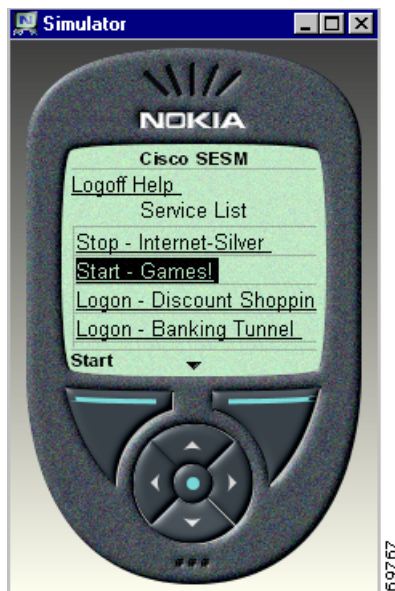 Simulator
NOKIA
Cisco SESM
Logoff Help
Service List
Stop - Internet-Silver
Start - Games!
Logon - Discount Shoppin
Logon - Banking Tunnel
Start
69767